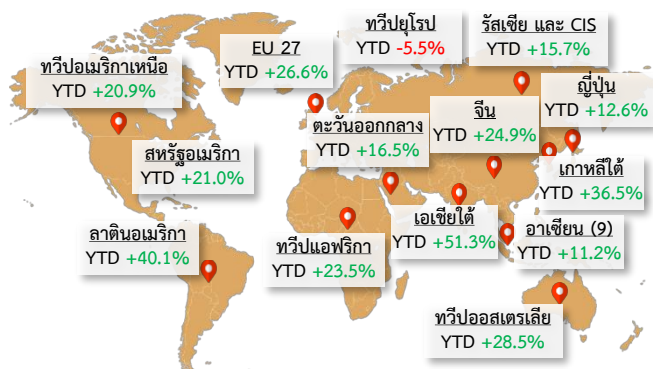 ทวีปยุโรป
YTD -5.5%
รัสเซีย และ CIS
YTD +15.7%
EU 27
YTD +26.6%
ทวีปอเมริกาเหนือ
YTD +20.9%
ญี่ปุ่น
YTD +12.6%
จีน
YTD +24.9%
ตะวันออกกลาง
YTD +16.5%
สหรัฐอเมริกา
YTD +21.0%
เกาหลีใต้
YTD +36.5%
ลาตินอเมริกา
YTD +40.1%
ทวีปแอฟริกา
YTD +23.5%
เอเชียใต้
YTD +51.3%
อาเซียน (9)
YTD +11.2%
ทวีปออสเตรเลีย
YTD +28.5%